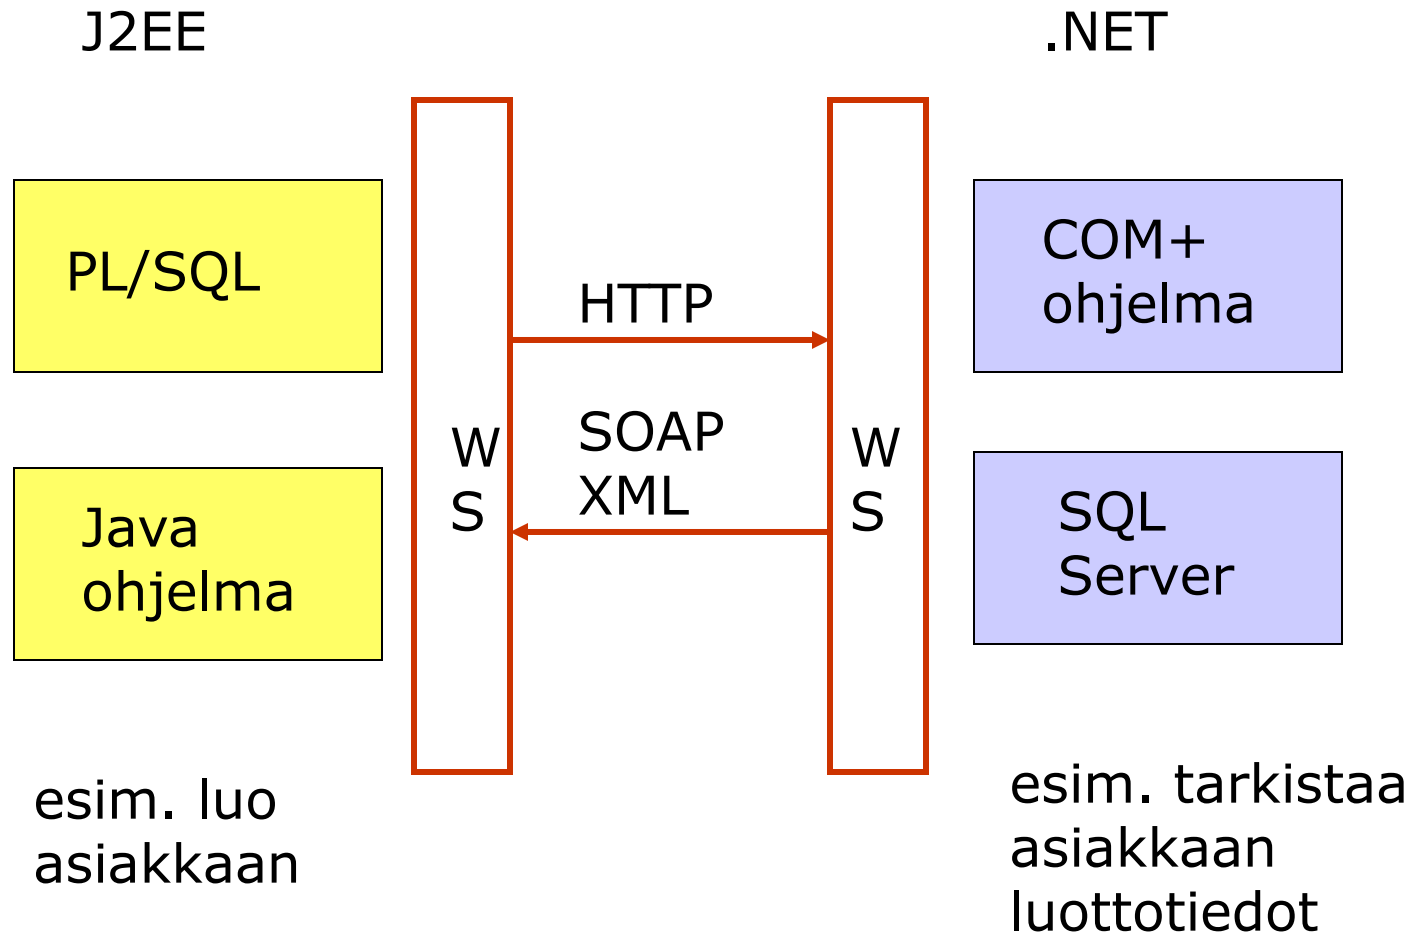 J2EE
.NET
PL/SQL
Java
ohjelma
W
S
HTTP
SOAP
XML
W
S
COM+
ohjelma
SQL
Server
esim. luo
asiakkaan
esim. tarkistaa
asiakkaan
luottotiedot